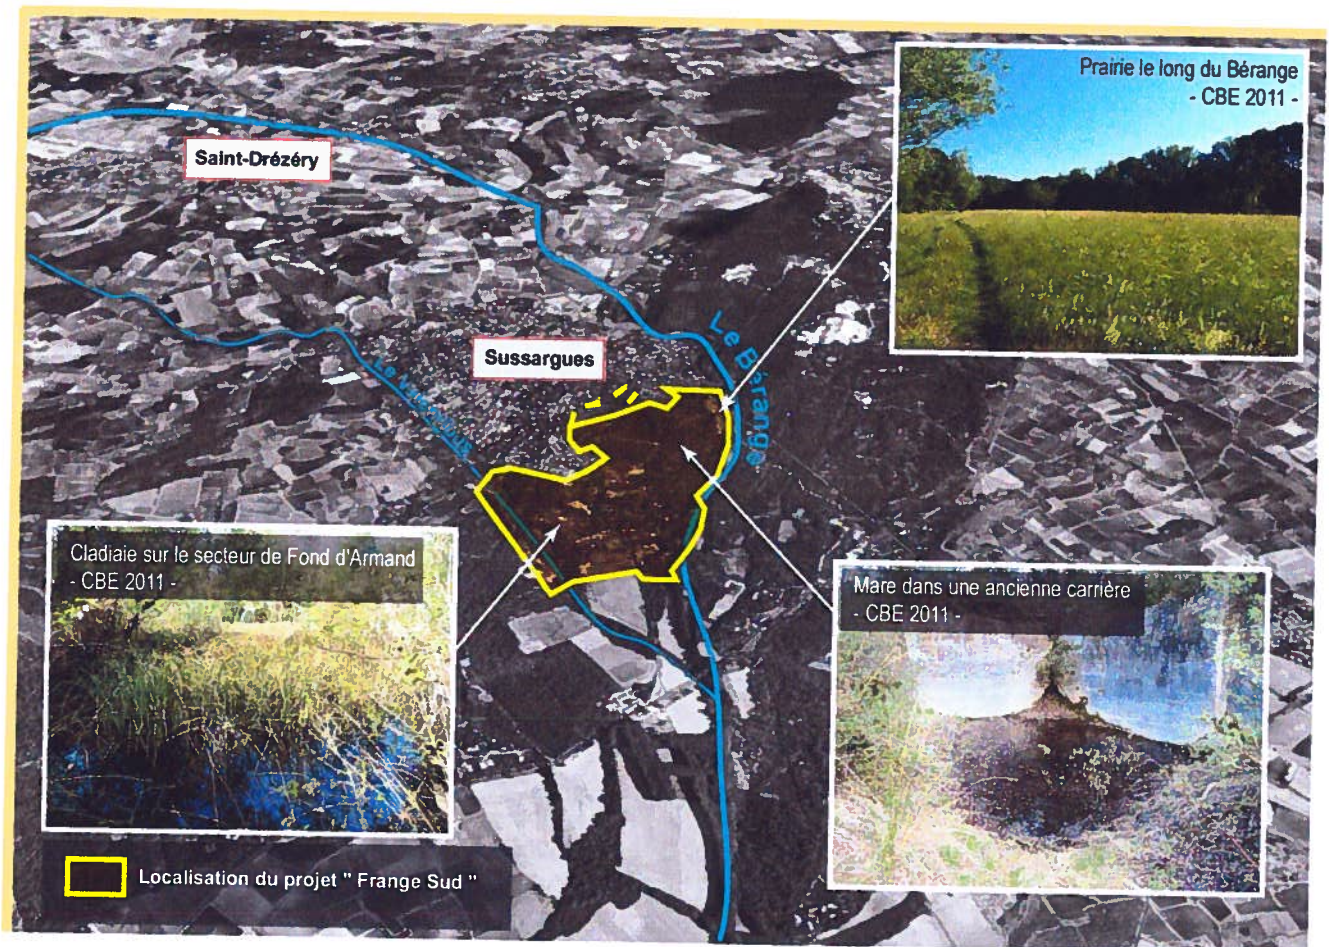 Prairie le long du Bérange
- CBE 2011 -
Saint-Drézéry
Sussargues
Le Bérange
Le
Cladiaie sur le secteur de Fond d'Armand
- CBE 2011 -
Mare dans une ancienne carrière
- CBE 2011 -
Localisation du projet " Frange Sud "